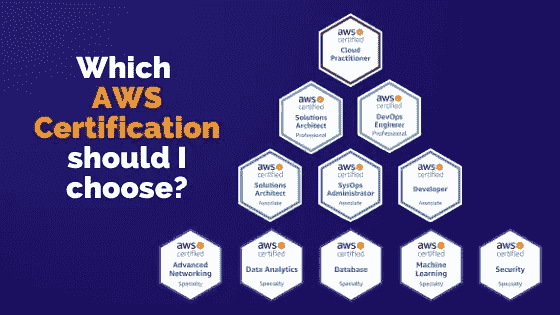 Which
AWS
Certification
should I
choose?
aws
certified
Cloud
Practitioner
aws
certified
Solutions
Architect
Professional
aws
certified
DevOps
Engineer
Professional
aws
certified
Solutions
Architect
Associate
aws
certified
SysOps
Administrator
Associate
aws
certified
Developer
Associate
aws
certified
Advanced
Networking
Specialty
aws
certified
Data Analytics
Specialty
aws
certified
Database
Specialty
aws
certified
Machine
Learning
Specialty
aws
certified
Security
Specialty